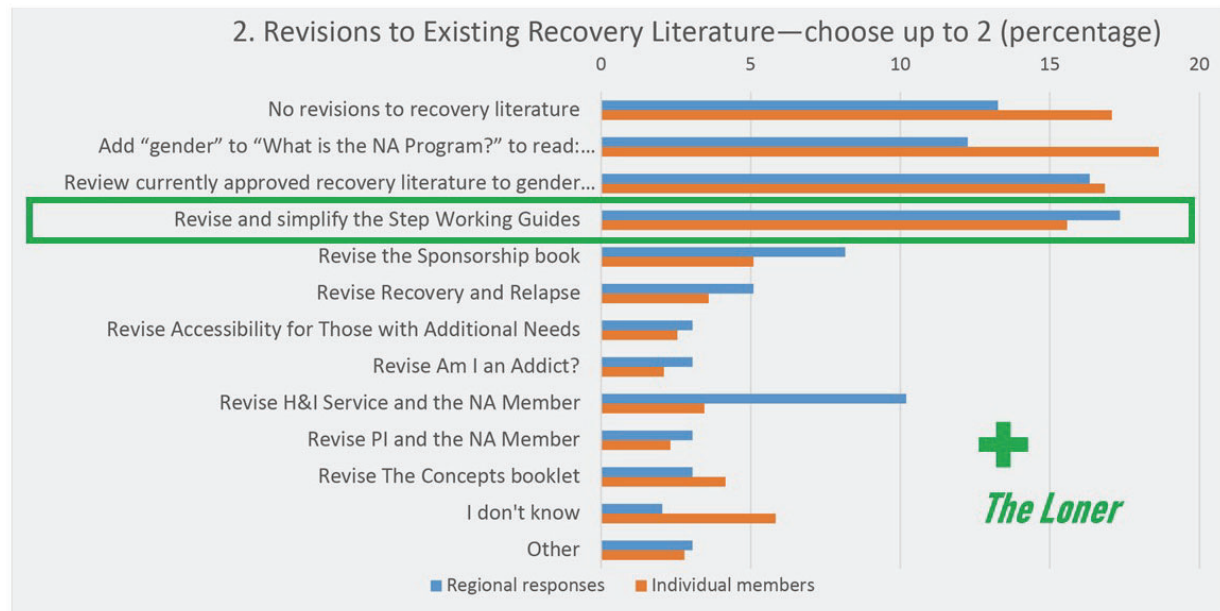 2. Revisions to Existing Recovery Literature—choose up to 2 (percentage)
0 5 10 15 20
No revisions to recovery literature
Add “gender” to “What is the NA Program?” to read:...
Review currently approved recovery literature to gender...
Revise and simplify the Step Working Guides
Revise the Sponsorship book
Revise Recovery and Relapse
Revise Accessibility for Those with Additional Needs
Revise Am I an Addict?
Revise H&I Service and the NA Member
Revise PI and the NA Member
Revise The Concepts booklet
I don't know
Other
The Loner
Regional responses Individual members